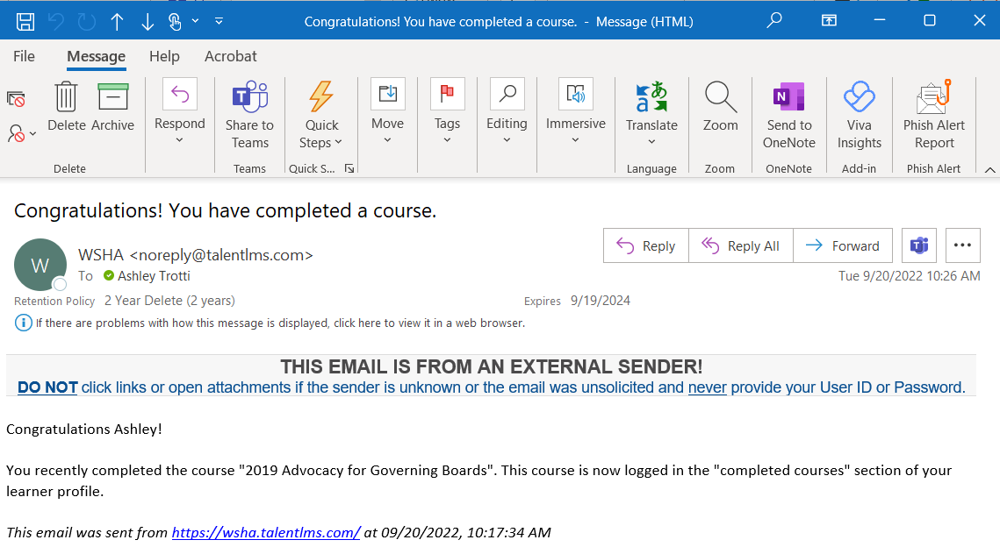 Congratulations! You have completed a course. - Message (HTML)
File Message Help Acrobat
Delete Archive Respond Share to Teams Quick Steps Move Tags Editing Immersive Translate Zoom Send to OneNote Viva Insights Phish Alert Report
Delete Teams Quick S... Language Zoom OneNote Add-in Phish Alert
Congratulations! You have completed a course.
W
WSHA <noreply@talentlms.com>
To Ashley Trotti
Reply Reply All Forward
Tue 9/20/2022 10:26 AM
Retention Policy 2 Year Delete (2 years) Expires 9/19/2024
If there are problems with how this message is displayed, click here to view it in a web browser.
THIS EMAIL IS FROM AN EXTERNAL SENDER!
DO NOT click links or open attachments if the sender is unknown or the email was unsolicited and never provide your User ID or Password.
Congratulations Ashley!
You recently completed the course "2019 Advocacy for Governing Boards". This course is now logged in the "completed courses" section of your
learner profile.
This email was sent from https://wsha.talentlms.com/ at 09/20/2022, 10:17:34 AM